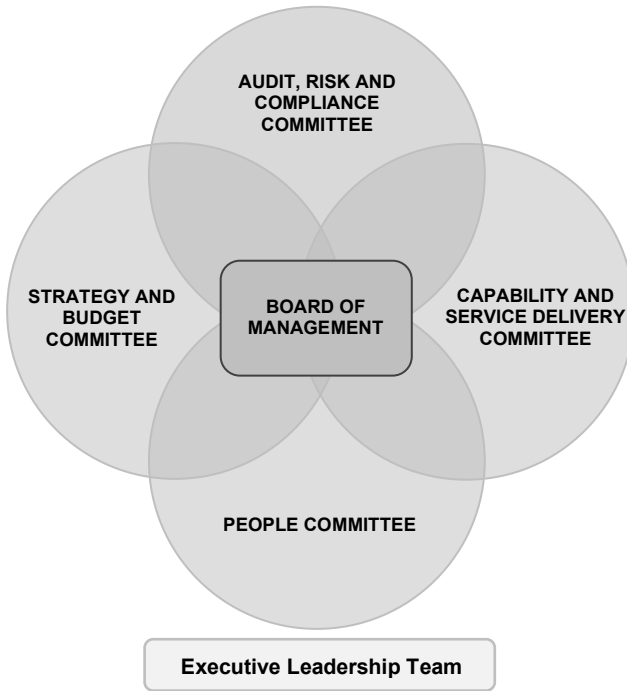 AUDIT, RISK AND
COMPLIANCE
COMMITTEE
STRATEGY AND
BUDGET
COMMITTEE
BOARD OF
MANAGEMENT
CAPABILITY AND
SERVICE DELIVERY
COMMITTEE
PEOPLE COMMITTEE
Executive Leadership Team